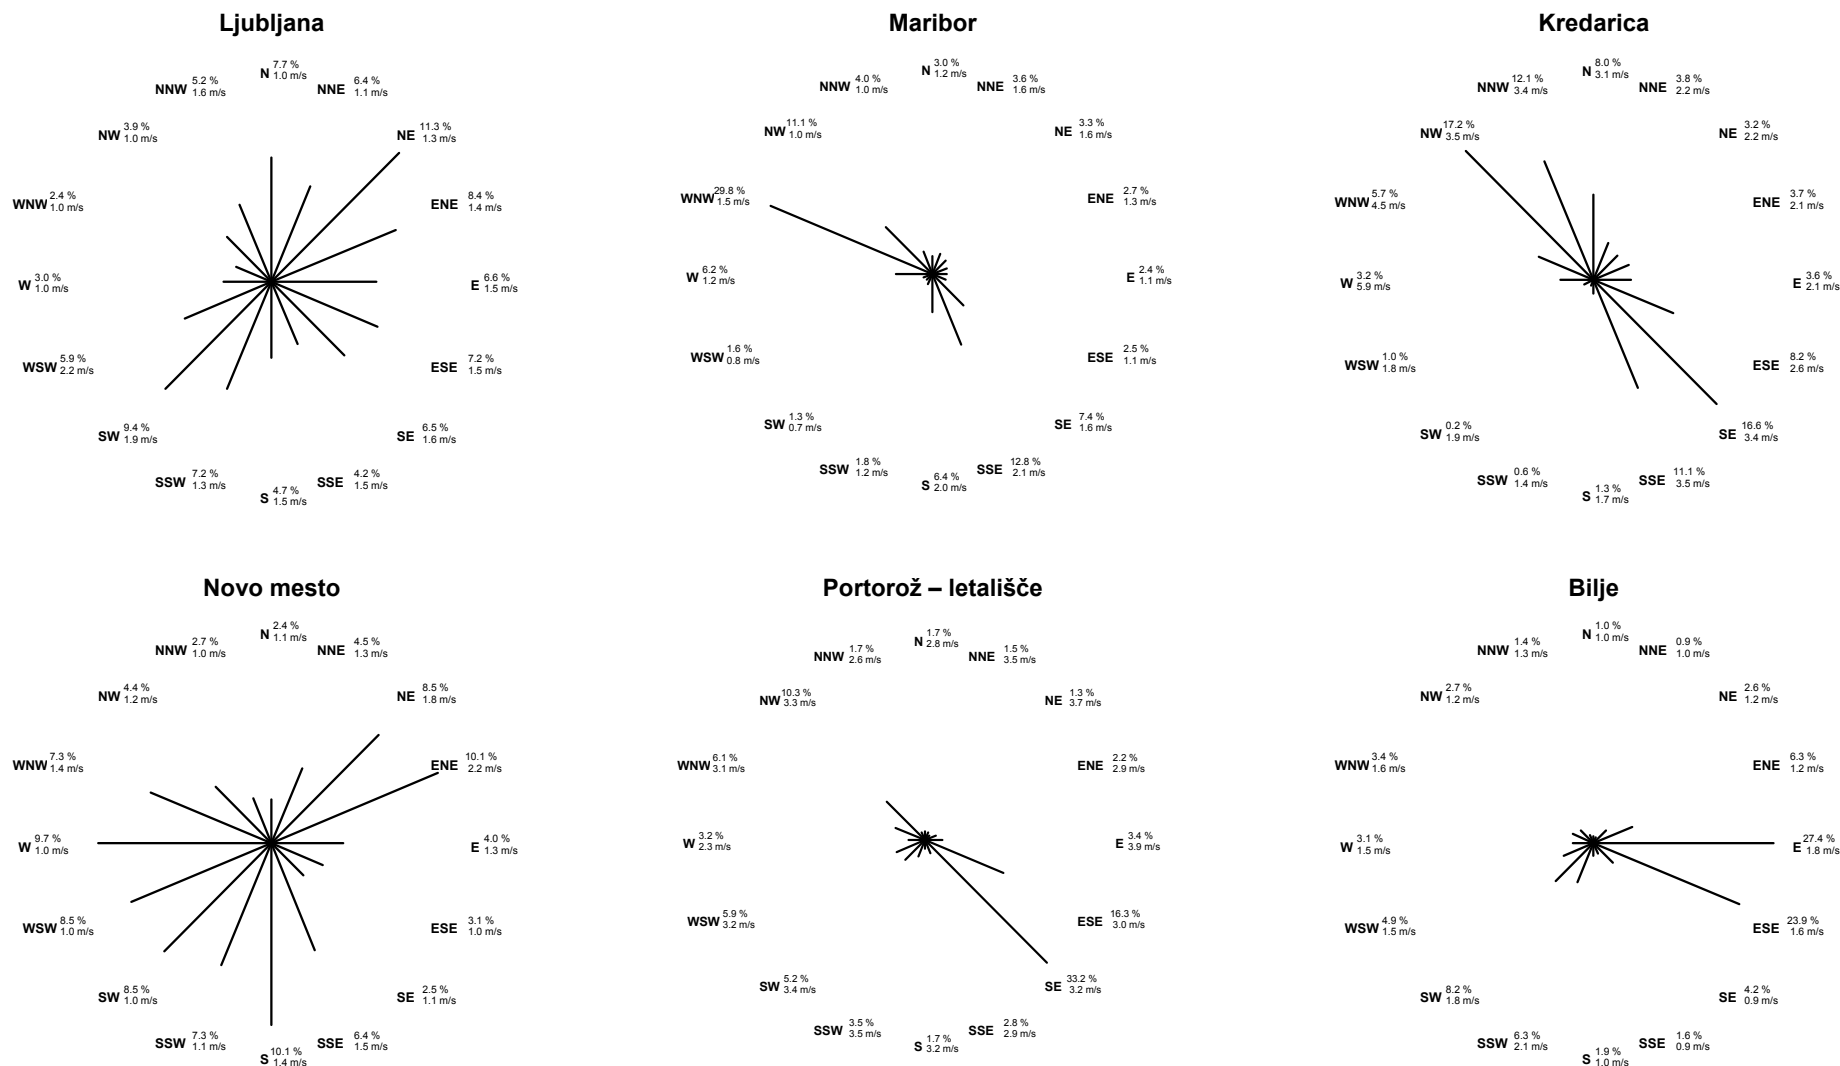 Ljubljana
N 7.7 %
1.0 m/s
NNE 6.4 %
1.1 m/s
NE 11.3 %
1.3 m/s
ENE 8.4 %
1.4 m/s
E 6.6 %
1.5 m/s
ESE 7.2 %
1.5 m/s
SE 6.5 %
1.6 m/s
SSE 4.2 %
1.5 m/s
S 4.7 %
1.5 m/s
SSW 7.2 %
1.3 m/s
SW 9.4 %
1.9 m/s
WSW 5.9 %
2.2 m/s
W 3.0 %
1.0 m/s
WNW 2.4 %
1.0 m/s
NW 3.9 %
1.0 m/s
NNW 5.2 %
1.6 m/s
Maribor
N 3.0 %
1.2 m/s
NNE 3.6 %
1.6 m/s
NE 3.3 %
1.6 m/s
ENE 2.7 %
1.3 m/s
E 2.4 %
1.1 m/s
ESE 2.5 %
1.1 m/s
SE 7.4 %
1.6 m/s
SSE 12.8 %
2.1 m/s
S 6.4 %
2.0 m/s
SSW 1.8 %
1.2 m/s
SW 1.3 %
0.7 m/s
WSW 1.6 %
0.8 m/s
W 6.2 %
1.2 m/s
WNW 29.8 %
1.5 m/s
NW 11.1 %
1.0 m/s
NNW 4.0 %
1.0 m/s
Kredarica
N 8.0 %
3.1 m/s
NNE 3.8 %
2.2 m/s
NE 3.2 %
2.2 m/s
ENE 3.7 %
2.1 m/s
E 3.6 %
2.1 m/s
ESE 8.2 %
2.6 m/s
SE 16.6 %
3.4 m/s
SSE 11.1 %
3.5 m/s
S 1.3 %
1.7 m/s
SSW 0.6 %
1.4 m/s
SW 0.2 %
1.9 m/s
WSW 1.0 %
1.8 m/s
W 3.2 %
5.9 m/s
WNW 5.7 %
4.5 m/s
NW 17.2 %
3.5 m/s
NNW 12.1 %
3.4 m/s
Novo mesto
N 2.4 %
1.1 m/s
NNE 4.5 %
1.3 m/s
NE 8.5 %
1.8 m/s
ENE 10.1 %
2.2 m/s
E 4.0 %
1.3 m/s
ESE 3.1 %
1.0 m/s
SE 2.5 %
1.1 m/s
SSE 6.4 %
1.5 m/s
S 10.1 %
1.4 m/s
SSW 7.3 %
1.1 m/s
SW 8.5 %
1.0 m/s
WSW 8.5 %
1.0 m/s
W 9.7 %
1.0 m/s
WNW 7.3 %
1.4 m/s
NW 4.4 %
1.2 m/s
NNW 2.7 %
1.0 m/s
Portorož – letališče
N 1.7 %
2.8 m/s
NNE 1.5 %
3.5 m/s
NE 1.3 %
3.7 m/s
ENE 2.2 %
2.9 m/s
E 3.4 %
3.9 m/s
ESE 16.3 %
3.0 m/s
SE 33.2 %
3.2 m/s
SSE 2.8 %
2.9 m/s
S 1.7 %
3.2 m/s
SSW 3.5 %
3.5 m/s
SW 5.2 %
3.4 m/s
WSW 5.9 %
3.2 m/s
W 3.2 %
2.3 m/s
WNW 6.1 %
3.1 m/s
NW 10.3 %
3.3 m/s
NNW 1.7 %
2.6 m/s
Bilje
N 1.0 %
1.0 m/s
NNE 0.9 %
1.0 m/s
NE 2.6 %
1.2 m/s
ENE 6.3 %
1.2 m/s
E 27.4 %
1.8 m/s
ESE 23.9 %
1.6 m/s
SE 4.2 %
0.9 m/s
SSE 1.6 %
0.9 m/s
S 1.9 %
1.0 m/s
SSW 6.3 %
2.1 m/s
SW 8.2 %
1.8 m/s
WSW 4.9 %
1.5 m/s
W 3.1 %
1.5 m/s
WNW 3.4 %
1.6 m/s
NW 2.7 %
1.2 m/s
NNW 1.4 %
1.3 m/s